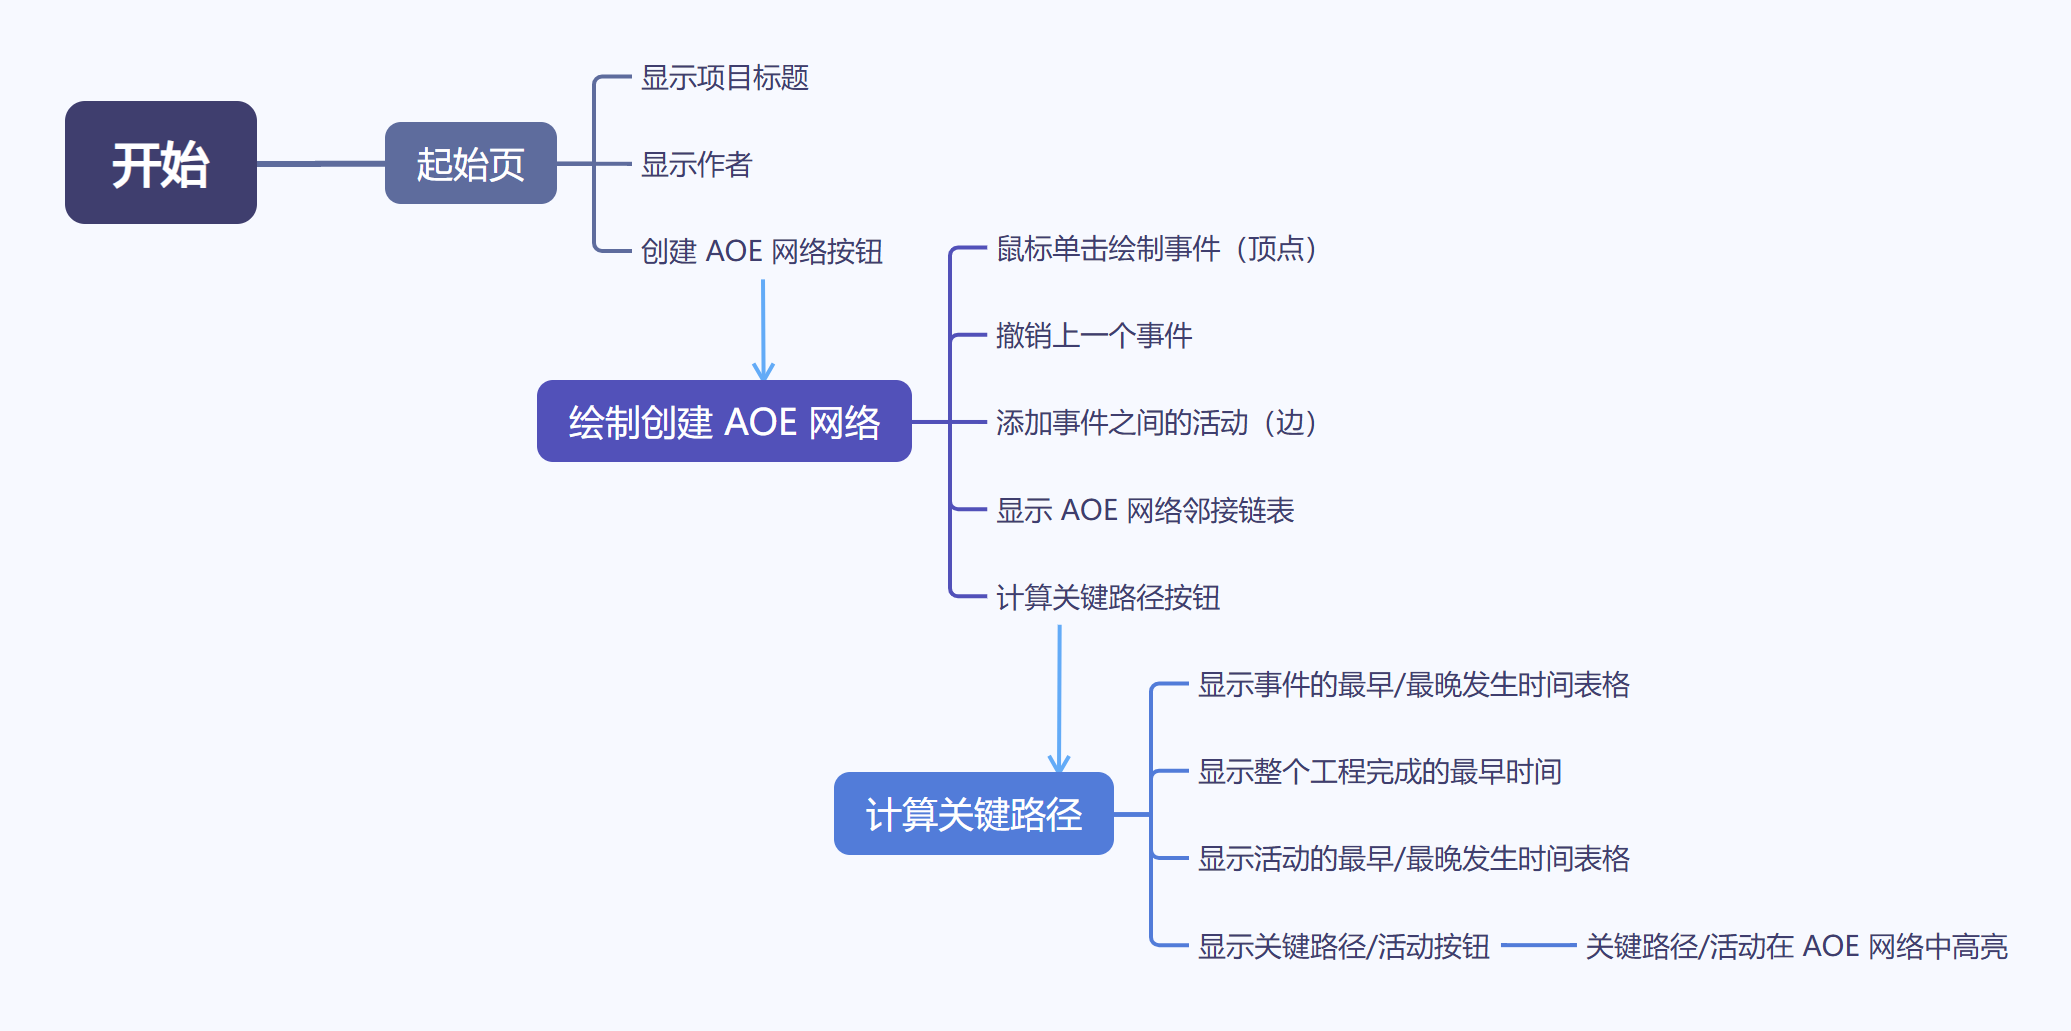 开始
起始页
显示项目标题
显示作者
创建 AOE 网络按钮
绘制创建 AOE 网络
鼠标单击绘制事件（顶点）
撤销上一个事件
添加事件之间的活动（边）
显示 AOE 网络邻接链表
计算关键路径按钮
计算关键路径
显示事件的最早/最晚发生时间表格
显示整个工程完成的最早时间
显示活动的最早/最晚发生时间表格
显示关键路径/活动按钮
关键路径/活动在 AOE 网络中高亮